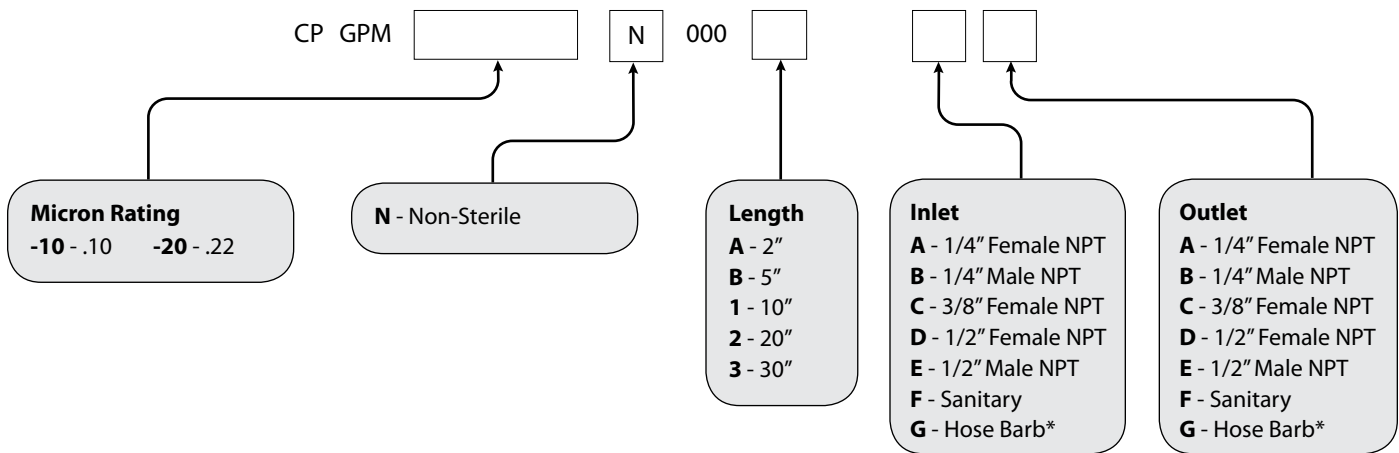 CP GPM N 000
Micron Rating
-10 - .10 -20 - .22
N - Non-Sterile
Length
A - 2”
B - 5”
1 - 10”
2 - 20”
3 - 30”
Inlet
A - 1/4” Female NPT
B - 1/4” Male NPT
C - 3/8” Female NPT
D - 1/2” Female NPT
E - 1/2” Male NPT
F - Sanitary
G - Hose Barb*
Outlet
A - 1/4” Female NPT
B - 1/4” Male NPT
C - 3/8” Female NPT
D - 1/2” Female NPT
E - 1/2” Male NPT
F - Sanitary
G - Hose Barb*